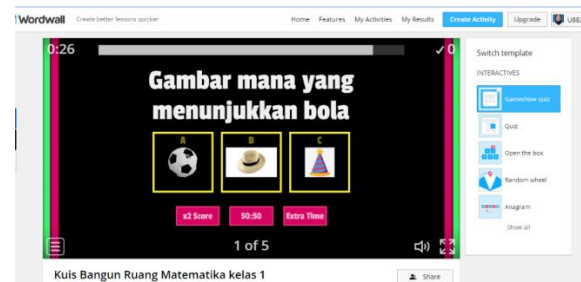 Wordwall Create better lessons quicker Home Features My Activities My Results Create Activity Upgrade
0:26 ✓0
Gambar mana yang
menunjukkan bola
A B C
x2 Score 50:50 Extra Time
1 of 5
Kuis Bangun Ruang Matematika kelas 1
Share
Switch template
INTERACTIVES
Gameshow quiz
Quiz
Open the box
Random wheel
Anagram
Show all